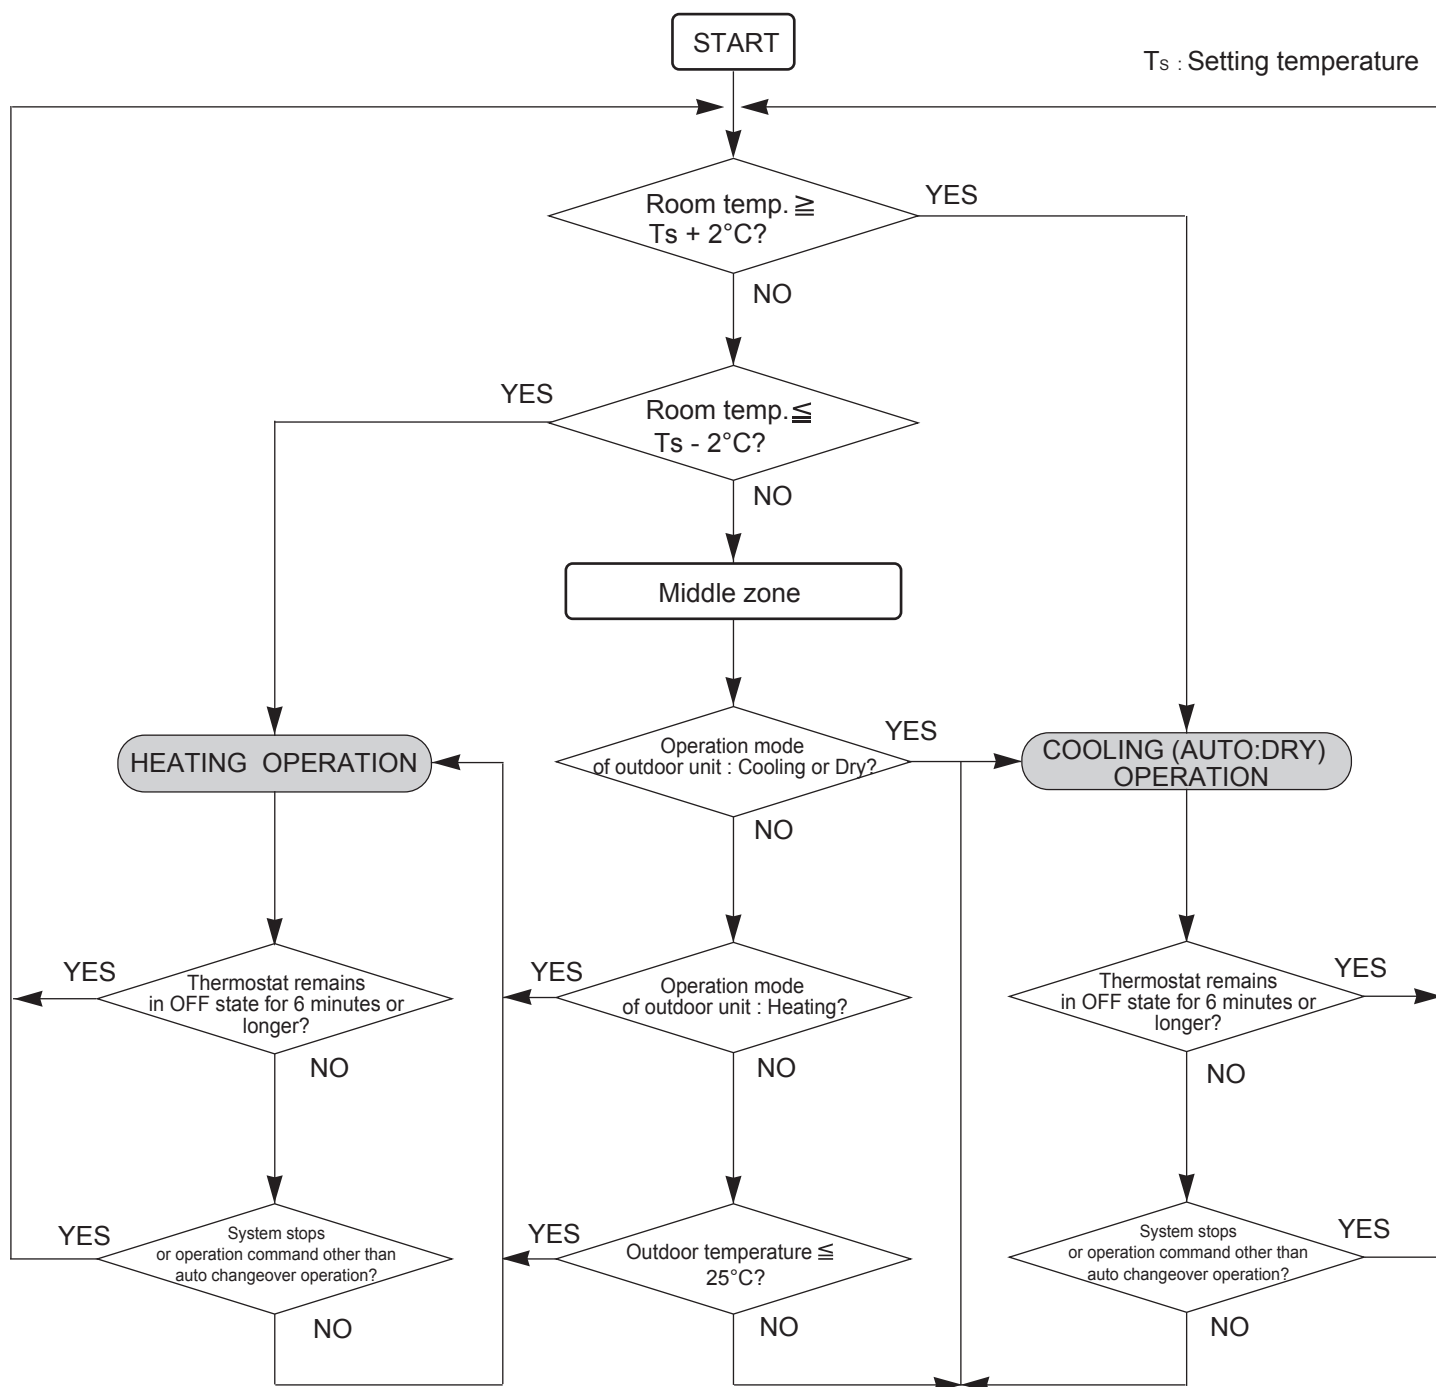 START
Ts : Setting temperature
Room temp. ≧
Ts + 2°C?
YES
NO
Room temp. ≦
Ts - 2°C?
YES
NO
Middle zone
Operation mode
of outdoor unit : Cooling or Dry?
YES
NO
HEATING OPERATION
COOLING (AUTO:DRY)
OPERATION
YES
Thermostat remains
in OFF state for 6 minutes or
longer?
NO
YES
Operation mode
of outdoor unit : Heating?
NO
Thermostat remains
in OFF state for 6 minutes or
longer?
YES
NO
YES
System stops
or operation command other than
auto changeover operation?
NO
YES
Outdoor temperature ≦
25°C?
NO
System stops
or operation command other than
auto changeover operation?
YES
NO